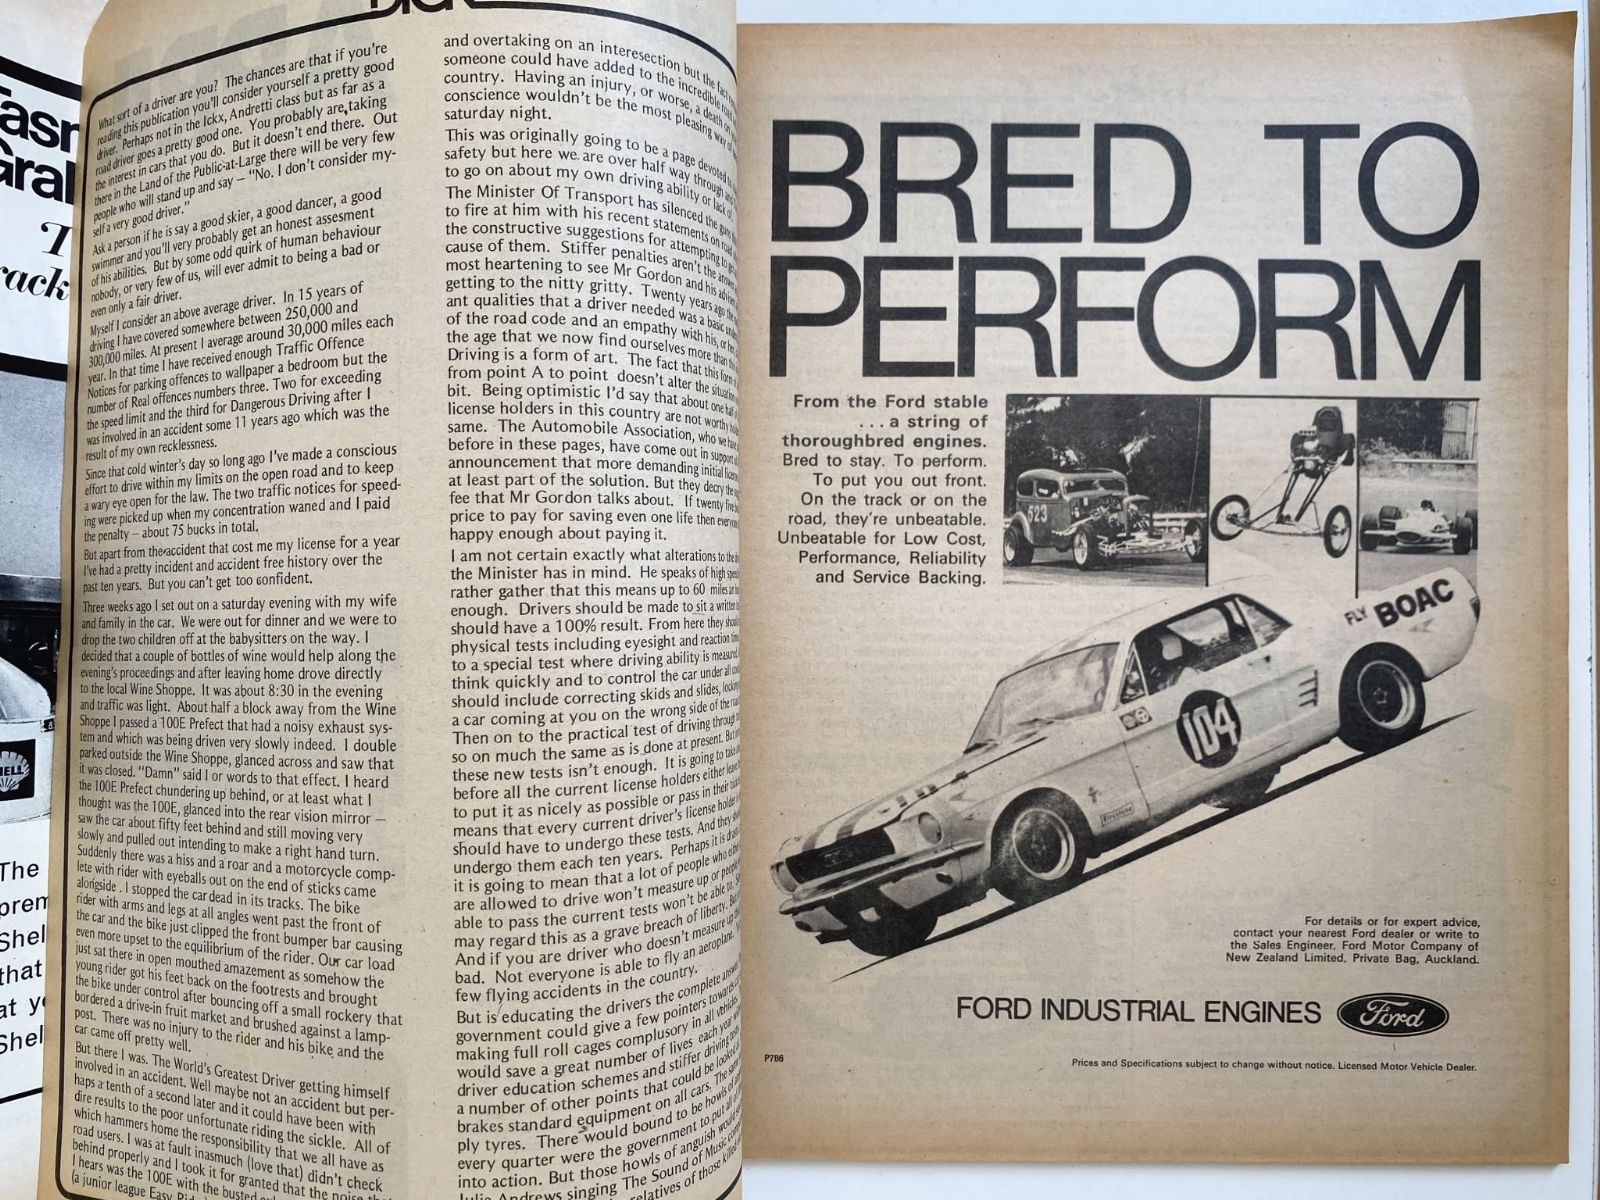 Tasm
Gral
T
rack
HELL
The
prem
Shel
that
at yo
Shel
What sort of a driver are you? The chances are that if you're
reading this publication you'll consider yourself a pretty good
driver. Perhaps not in the Ickx, Andretti class but as far as a
road driver goes a pretty good one. You probably are, taking
the interest in cars that you do. But it doesn't end there. Out
there in the Land of the Public-at-Large there will be very few
people who will stand up and say – "No. I don't consider my-
self a very good driver."
Ask a person if he is say a good skier, a good dancer, a good
swimmer and you'll very probably get an honest assesment
of his abilities. But by some odd quirk of human behaviour
nobody, or very few of us, will ever admit to being a bad or
even only a fair driver.
Myself I consider an above average driver. In 15 years of
driving I have covered somewhere between 250,000 and
300,000 miles. At present I average around 30,000 miles each
year. In that time I have received enough Traffic Offence
Notices for parking offences to wallpaper a bedroom but the
number of Real offences numbers three. Two for exceeding
the speed limit and the third for Dangerous Driving after I
was involved in an accident some 11 years ago which was the
result of my own recklessness.
Since that cold winter's day so long ago I've made a conscious
effort to drive within my limits on the open road and to keep
a wary eye open for the law. The two traffic notices for speed-
ing were picked up when my concentration waned and I paid
the penalty – about 75 bucks in total.
But apart from the accident that cost me my license for a year
I've had a pretty incident and accident free history over the
past ten years. But you can't get too confident.
Three weeks ago I set out on a saturday evening with my wife
and family in the car. We were out for dinner and we were to
drop the two children off at the babysitters on the way. I
decided that a couple of bottles of wine would help along the
evening's proceedings and after leaving home drove directly
to the local Wine Shoppe. It was about 8:30 in the evening
and traffic was light. About half a block away from the Wine
Shoppe I passed a 100E Prefect that had a noisy exhaust sys-
tem and which was being driven very slowly indeed. I double
parked outside the Wine Shoppe, glanced across and saw that
it was closed. "Damn" said I or words to that effect. I heard
the 100E Prefect chundering up behind, or at least what I
thought was the 100E, glanced into the rear vision mirror –
saw the car about fifty feet behind and still moving very
slowly and pulled out intending to make a right hand turn.
Suddenly there was a hiss and a roar and a motorcycle comp-
lete with rider with eyeballs out on the end of sticks came
alongside. I stopped the car dead in its tracks. The bike
rider with arms and legs at all angles went past the front of
the car and the bike just clipped the front bumper bar causing
even more upset to the equilibrium of the rider. Our car load
just sat there in open mouthed amazement as somehow the
young rider got his feet back on the footrests and brought
the bike under control after bouncing off a small rockery that
bordered a drive-in fruit market and brushed against a lamp-
post. There was no injury to the rider and his bike and the
car came off pretty well.
But there I was. The World's Greatest Driver getting himself
involved in an accident. Well maybe not an accident but per-
haps a tenth of a second later and it could have been with
dire results to the poor unfortunate riding the sickle. All of
which hammers home the responsibility that we all have as
road users. I was at fault inasmuch (love that) didn't check
behind properly and I took it for granted that the noise that
I hears was the 100E with the busted
(a junior league Easy
and overtaking on an interesection but the fact
someone could have added to the incredible road
country. Having an injury, or worse, a death on
conscience wouldn't be the most pleasing way of
saturday night.
This was originally going to be a page devoted to
safety but here we are over half way through and
to go on about my own driving ability or lack of
The Minister Of Transport has silenced the guns
to fire at him with his recent statements on road
the constructive suggestions for attempting to get
cause of them. Stiffer penalties aren't the answer
most heartening to see Mr Gordon and his
getting to the nitty gritty. Twenty years ago the
ant qualities that a driver needed was a basic
of the road code and an empathy with his, or her,
the age that we now find ourselves more than
Driving is a form of art. The fact that this form
from point A to point doesn't alter the situation
bit. Being optimistic I'd say that about one half of
license holders in this country are not worthy
same. The Automobile Association, who we have
before in these pages, have come out in support of
announcement that more demanding initial
at least part of the solution. But they decry the
fee that Mr Gordon talks about. If twenty five
price to pay for saving even one life then everyone
happy enough about paying it.
I am not certain exactly what alterations to the
the Minister has in mind. He speaks of high speed
rather gather that this means up to 60 miles an
enough. Drivers should be made to sit a written
should have a 100% result. From here they should
physical tests including eyesight and reaction
to a special test where driving ability is measured
think quickly and to control the car under all
should include correcting skids and slides,
a car coming at you on the wrong side of the road
Then on to the practical test of driving through
so on much the same as is done at present. But
these new tests isn't enough. It is going to take
before all the current license holders either leave
to put it as nicely as possible or pass in their
means that every current driver's license holder
should have to undergo these tests. And they should
undergo them each ten years. Perhaps it is
it is going to mean that a lot of people who
are allowed to drive won't measure up or people
able to pass the current tests won't be able to.
may regard this as a grave breach of liberty.
And if you are driver who doesn't measure up
bad. Not everyone is able to fly an aeroplane.
few flying accidents in the country.
But is educating the drivers the complete answer
government could give a few pointers towards
making full roll cages complusory in all vehicles.
would save a great number of lives each year
driver education schemes and stiffer driving tests
a number of other points that could be looked
brakes standard equipment on all cars. The same
ply tyres. There would bound to be howls of
every quarter were the government to put all
into action. But those howls of anguish would
Julie Andrews singing The Sound of Music
relatives of those killed
BRED TO
PERFORM
From the Ford stable
. . . a string of
thoroughbred engines.
Bred to stay. To perform.
To put you out front.
On the track or on the
road, they're unbeatable.
Unbeatable for Low Cost,
Performance, Reliability
and Service Backing.
623
FLY BOAC
104
Firestone
For details or for expert advice,
contact your nearest Ford dealer or write to
the Sales Engineer, Ford Motor Company of
New Zealand Limited, Private Bag, Auckland.
FORD INDUSTRIAL ENGINES Ford
P786
Prices and Specifications subject to change without notice. Licensed Motor Vehicle Dealer.